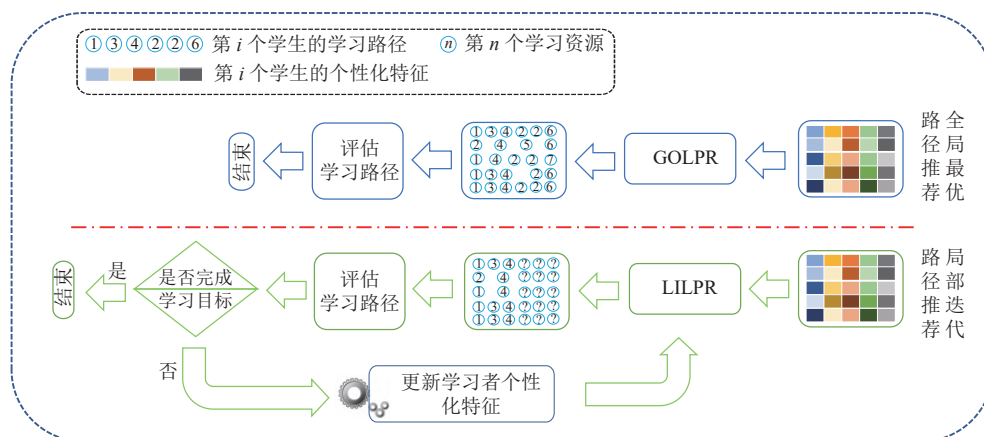 ①③④②②⑥ 第 i 个学生的学习路径 ⓝ 第 n 个学习资源
第 i 个学生的个性化特征
结束
评估
学习路径
①③④②②⑥
② ④ ⑤ ⑥
① ④ ② ② ⑦
①③④ ②⑥
①③④②②⑥
GOLPR
全局最优
路径推荐
结束
是
是否完成
学习目标
评估
学习路径
①③④???
② ④ ???
① ④ ???
①③④???
①③④???
LILPR
局部迭代
路径推荐
否
更新学习者个性
化特征